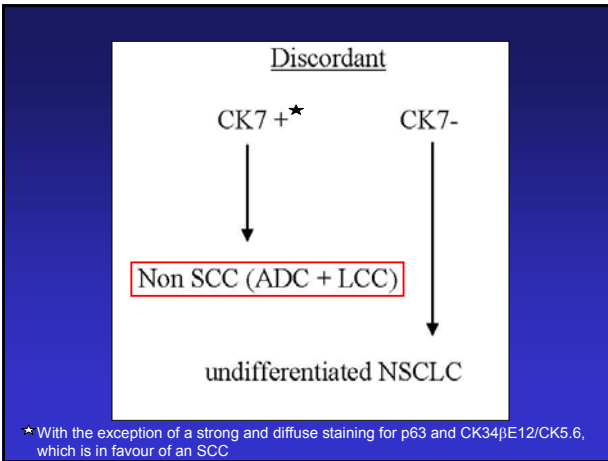 Discordant
CK7 +★ CK7-
Non SCC (ADC + LCC)
undifferentiated NSCLC
★ With the exception of a strong and diffuse staining for p63 and CK34βE12/CK5.6,
which is in favour of an SCC